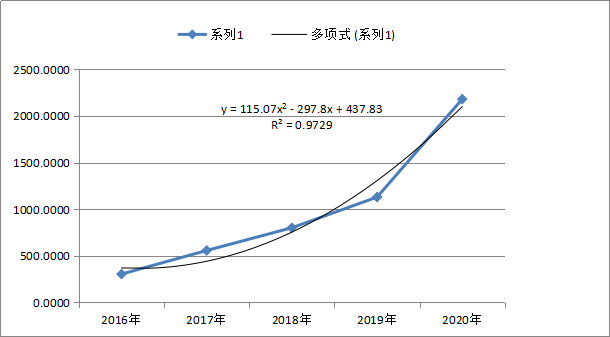 系列1 多项式 (系列1)
2500.0000
y = 115.07x² - 297.8x + 437.83
R² = 0.9729
2000.0000
1500.0000
1000.0000
500.0000
0.0000
2016年 2017年 2018年 2019年 2020年